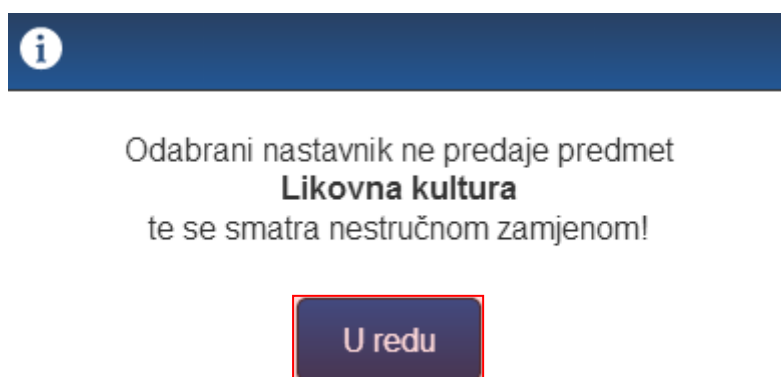 Odabrani nastavnik ne predaje predmet
Likovna kultura
te se smatra nestručnom zamjenom!
U redu